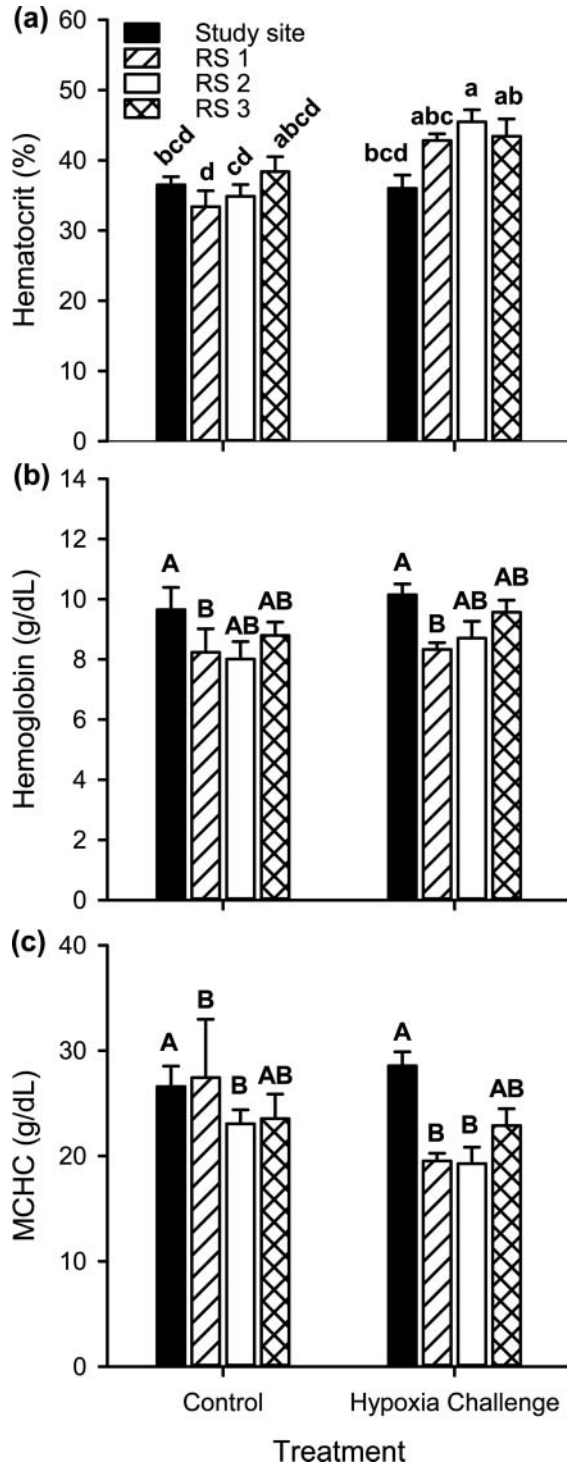 (a)
Study site
RS 1
RS 2
RS 3
Hematocrit (%)
60
50
40
30
20
10
0
bcd
d
cd
abcd
bcd
abc
a
ab
(b)
Hemoglobin (g/dL)
14
12
10
8
6
4
2
0
A
B
AB
AB
A
B
AB
AB
(c)
MCHC (g/dL)
40
30
20
10
0
A
B
B
AB
A
B
B
AB
Control
Hypoxia Challenge
Treatment